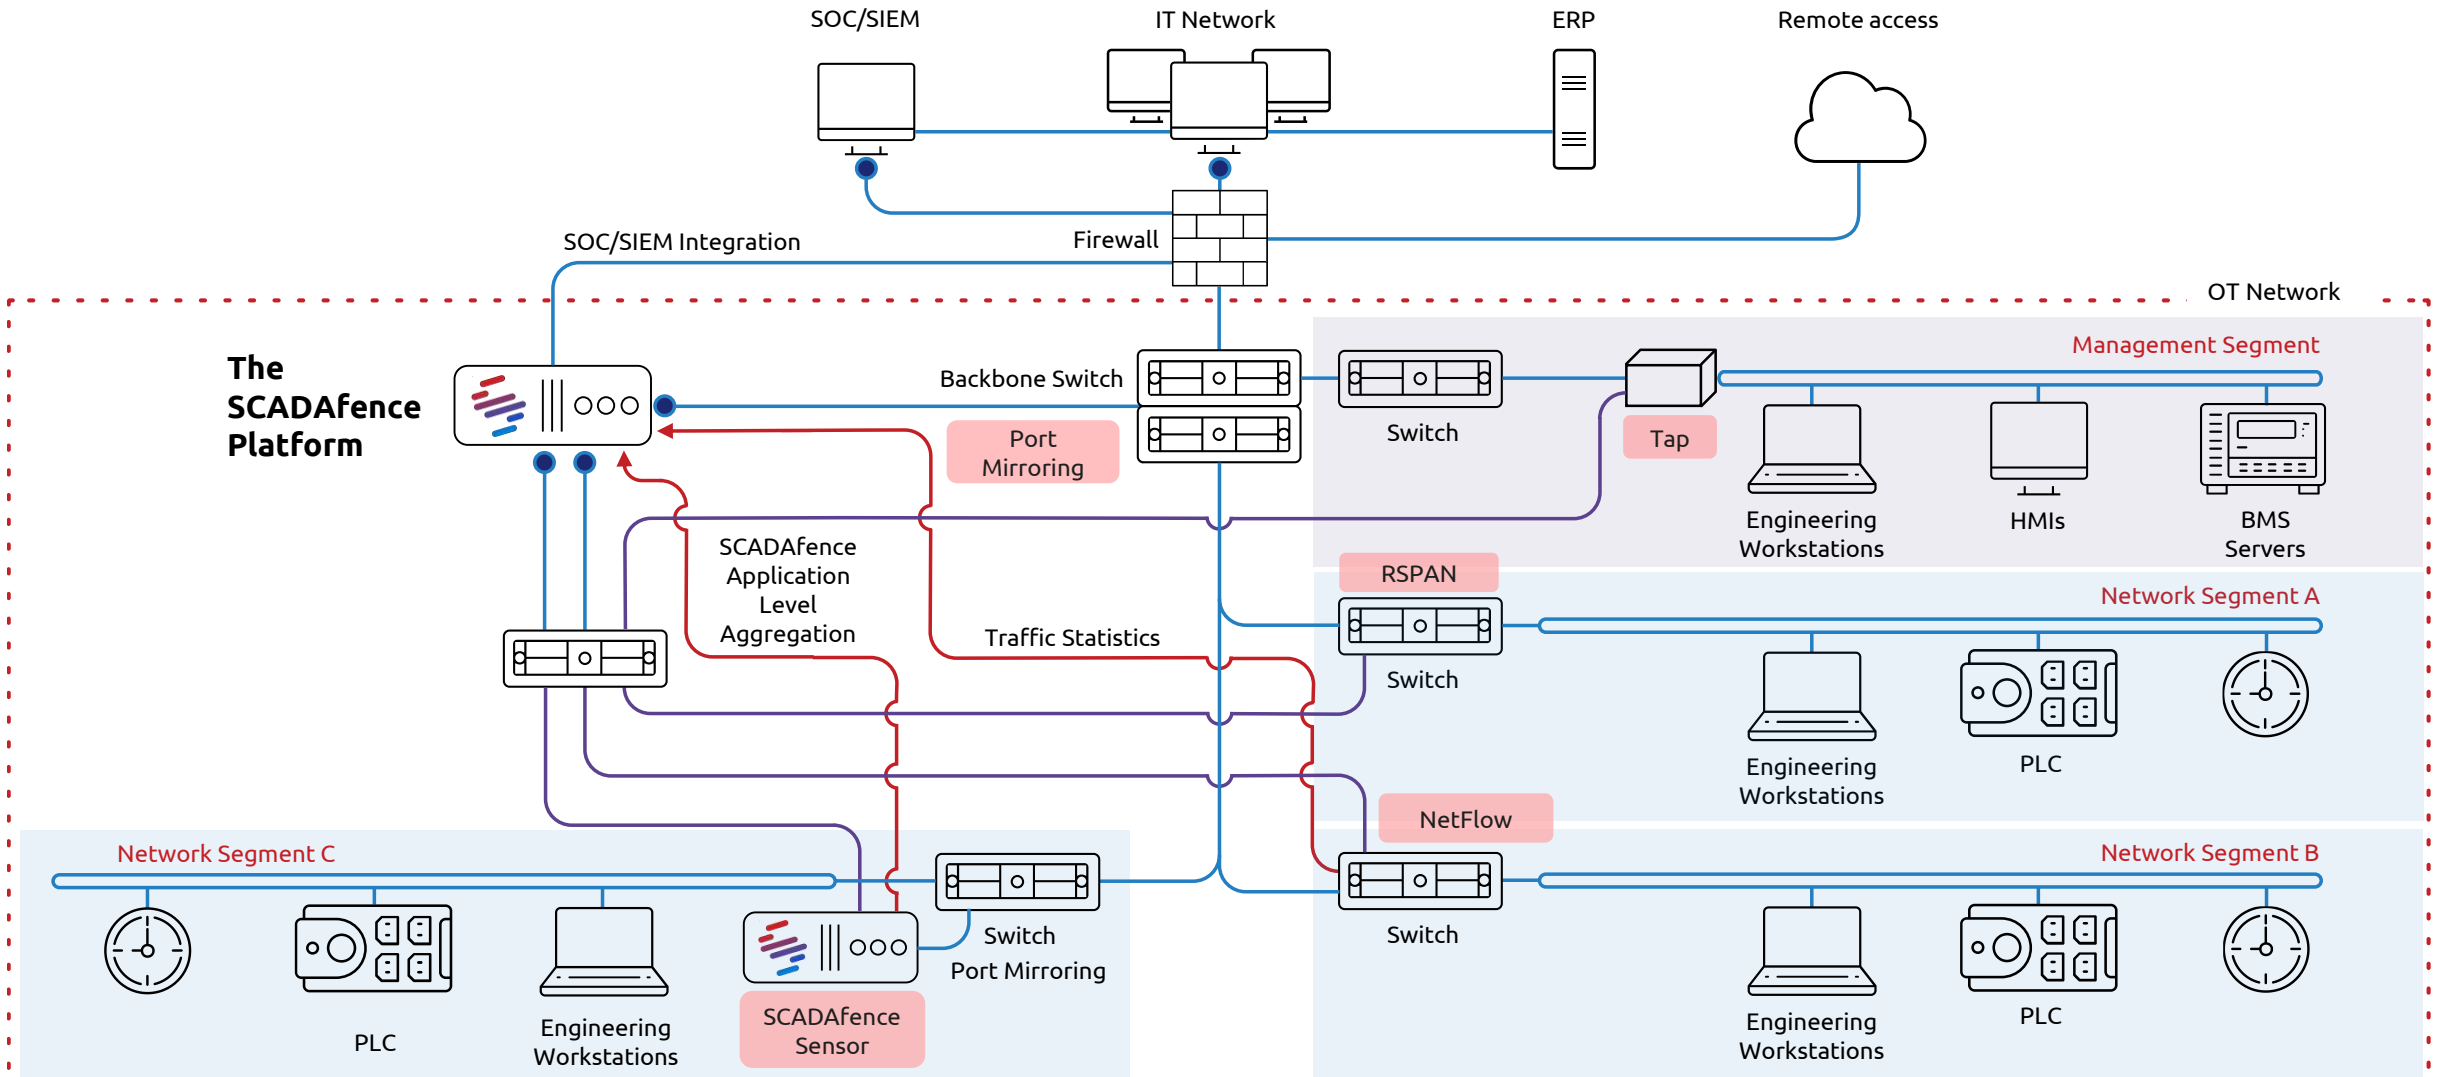 SOC/SIEM
IT Network
ERP
Remote access
SOC/SIEM Integration
Firewall
OT Network
The
SCADAfence
Platform
Backbone Switch
Port
Mirroring
Switch
Tap
Management Segment
Engineering
Workstations
HMIs
BMS
Servers
SCADAfence
Application
Level
Aggregation
Traffic Statistics
RSPAN
Switch
Network Segment A
Engineering
Workstations
PLC
NetFlow
Switch
Network Segment B
Engineering
Workstations
PLC
Network Segment C
PLC
Engineering
Workstations
SCADAfence
Sensor
Switch
Port Mirroring